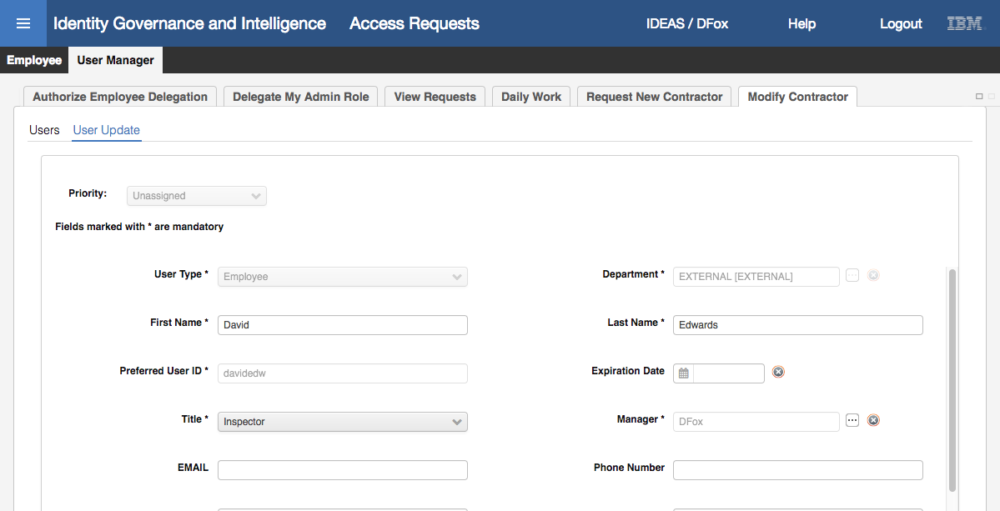 Identity Governance and Intelligence Access Requests IDEAS / DFox Help Logout IBM
Employee User Manager
Authorize Employee Delegation Delegate My Admin Role View Requests Daily Work Request New Contractor Modify Contractor
Users User Update
Priority: Unassigned
Fields marked with * are mandatory
User Type * Employee Department * EXTERNAL [EXTERNAL]
First Name * David Last Name * Edwards
Preferred User ID * davidedw Expiration Date
Title * Inspector Manager * DFox
EMAIL Phone Number